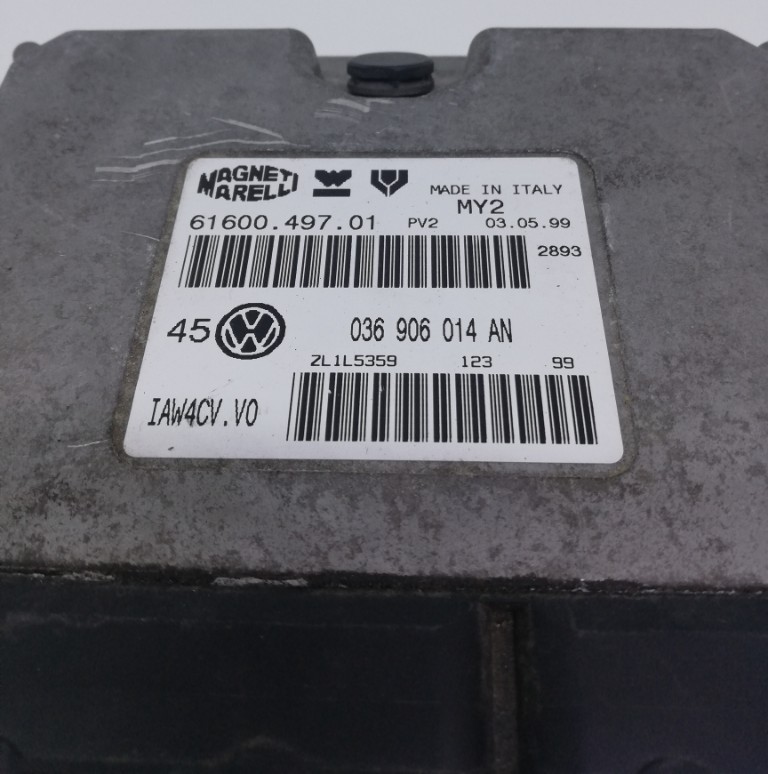 MAGNETI
MARELLI
MADE IN ITALY
MY2
61600.497.01 PV2 03.05.99
2893
45 VW 036 906 014 AN
ZL1L5359 123 99
IAW4CV.V0